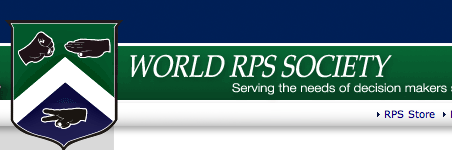 WORLD RPS SOCIETY
Serving the needs of decision makers
RPS Store